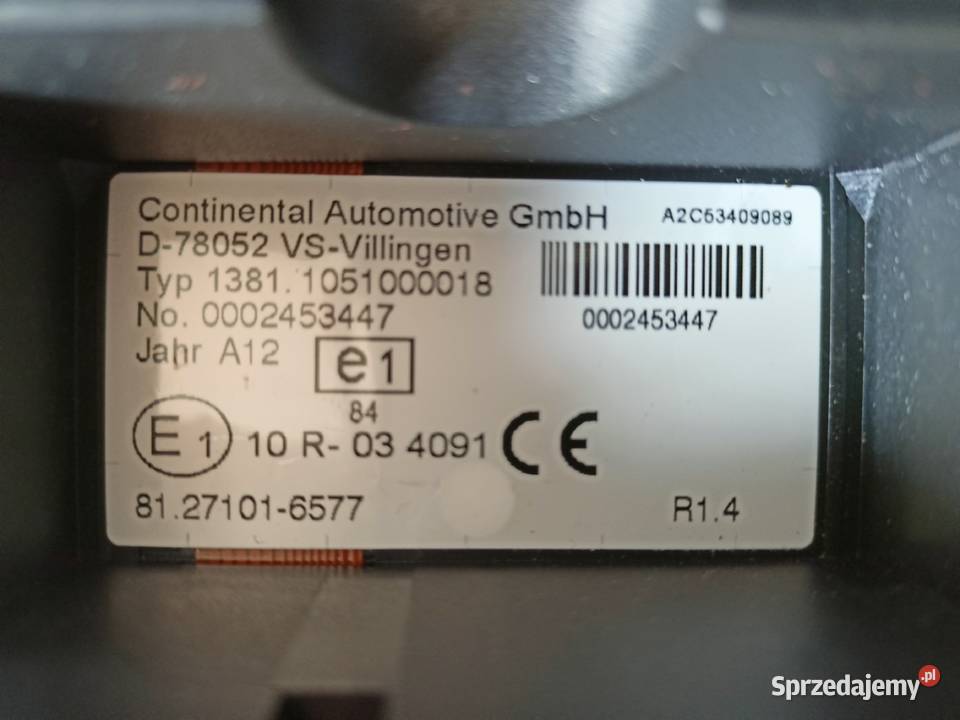 Continental Automotive GmbH
A2C53409089
D-78052 VS-Villingen
Typ 1381.1051000018
No. 0002453447
0002453447
Jahr A12
e1
84
E1 10 R- 03 4091 CE
81.27101-6577
R1.4
Sprzedajemy.pl